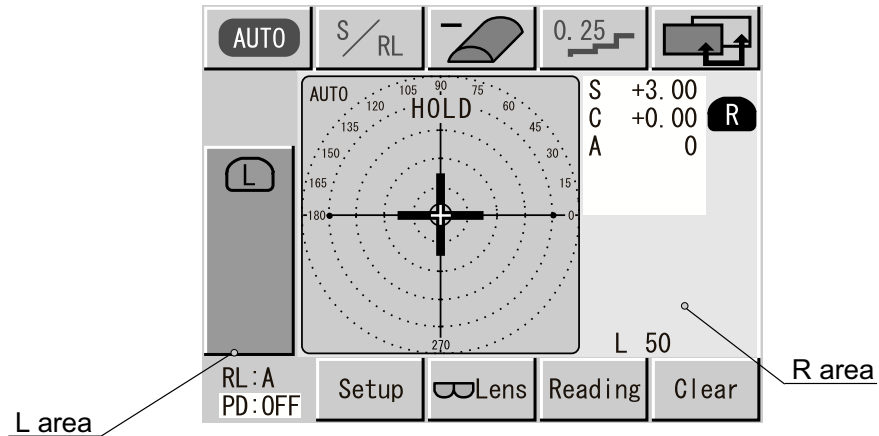 AUTO
S/RL
−
0.25
AUTO
105
90
75
120
HOLD
60
135
45
150
30
165
15
180
0
270
S +3.00
C +0.00
A 0
R
L
L 50
RL:A
PD:OFF
Setup
Lens
Reading
Clear
L area
R area